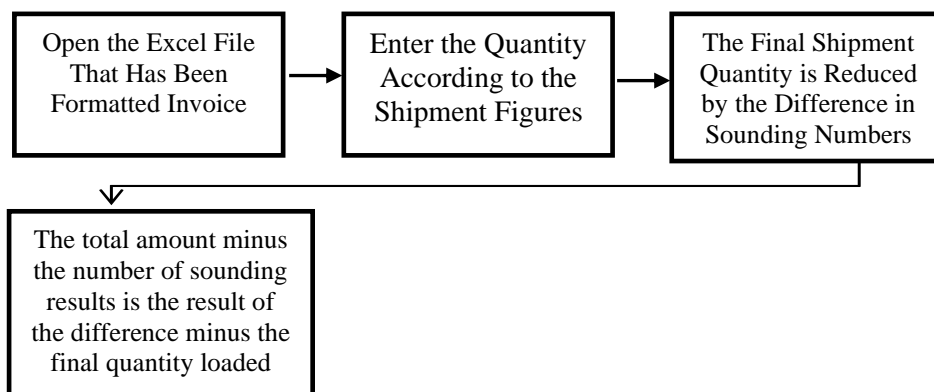 Open the Excel File
That Has Been
Formatted Invoice
Enter the Quantity
According to the
Shipment Figures
The Final Shipment
Quantity is Reduced
by the Difference in
Sounding Numbers
The total amount minus
the number of sounding
results is the result of
the difference minus the
final quantity loaded